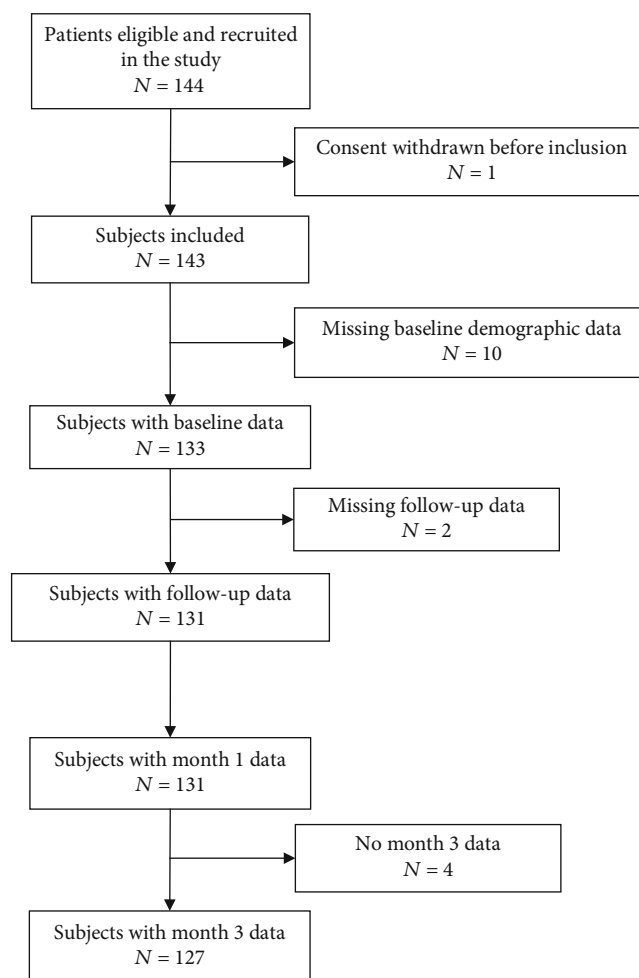 Patients eligible and recruited
in the study
N = 144
Consent withdrawn before inclusion
N = 1
Subjects included
N = 143
Missing baseline demographic data
N = 10
Subjects with baseline data
N = 133
Missing follow-up data
N = 2
Subjects with follow-up data
N = 131
Subjects with month 1 data
N = 131
No month 3 data
N = 4
Subjects with month 3 data
N = 127